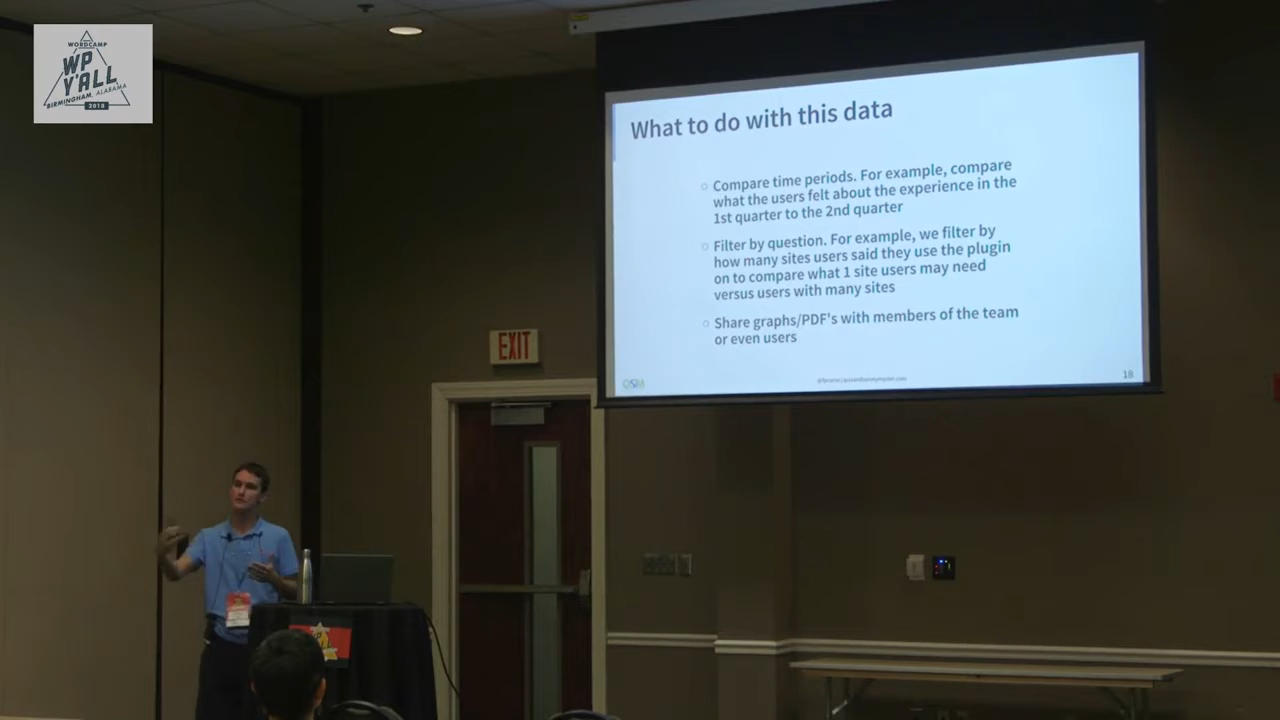 WORDCAMP
WP
Y'ALL
BIRMINGHAM, ALABAMA
2018
What to do with this data
Compare time periods. For example, compare
what the users felt about the experience in the
1st quarter to the 2nd quarter
Filter by question. For example, we filter by
how many sites users said they use the plugin
on to compare what 1 site users may need
versus users with many sites
Share graphs/PDF's with members of the team
or even users
QSM
18
EXIT